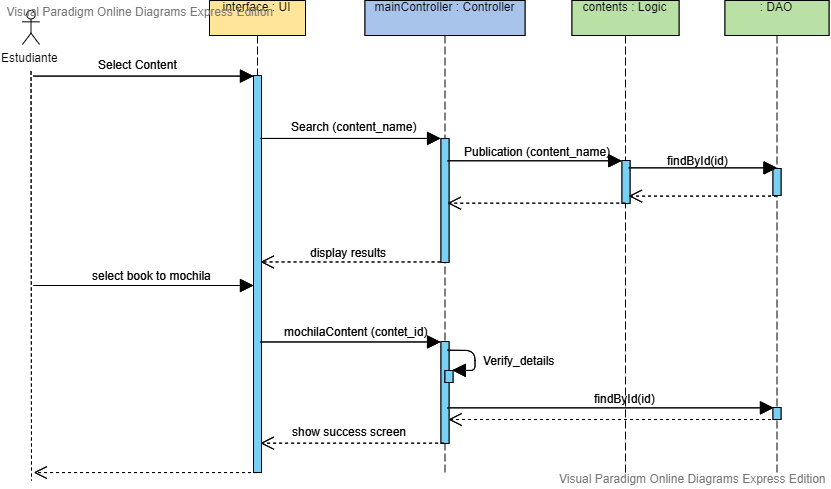 Visual Paradigm Online Diagrams Express Edition
interface : UI
mainController : Controller
contents : Logic
: DAO
Estudiante
Select Content
Search (content_name)
Publication (content_name)
findById(id)
display results
select book to mochila
mochilaContent (contet_id)
Verify_details
findById(id)
show success screen
Visual Paradigm Online Diagrams Express Edition